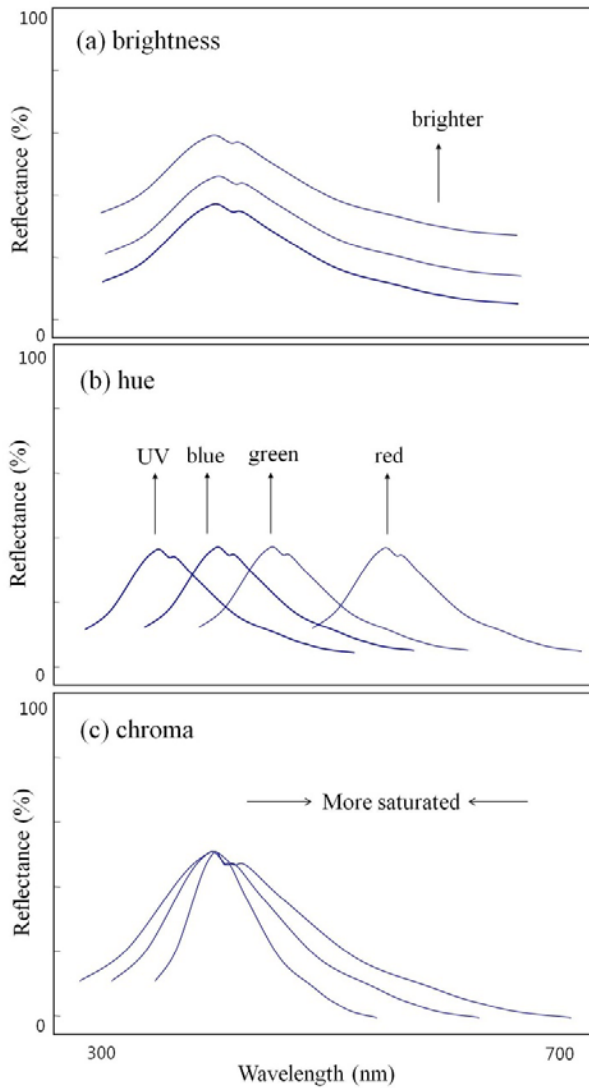 100
(a) brightness
brighter
Reflectance (%)
0
100
(b) hue
UV blue green red
Reflectance (%)
0
100
(c) chroma
More saturated
Reflectance (%)
0
300 700
Wavelength (nm)